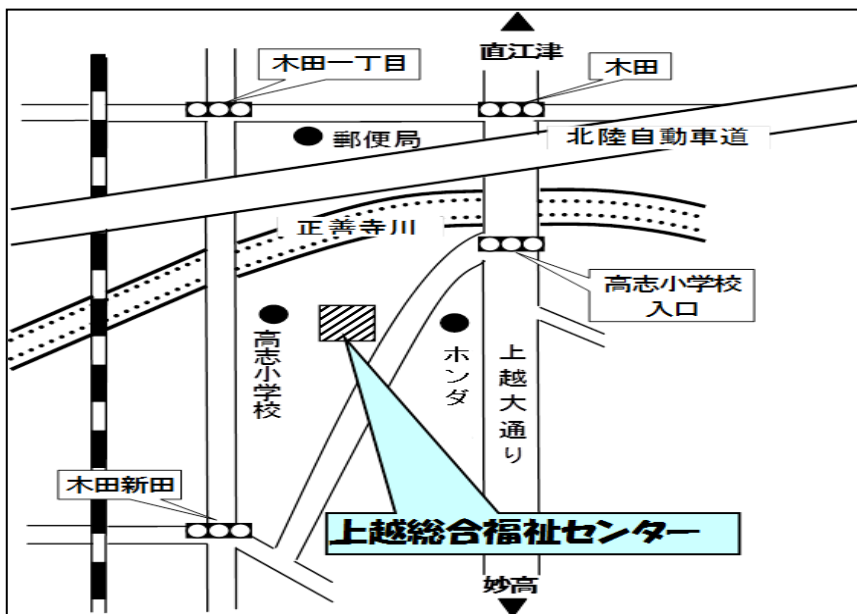 直江津
木田一丁目
木田
郵便局
北陸自動車道
正善寺川
高志小学校
入口
高志小学校
ホンダ
上越大通り
木田新田
上越総合福祉センター
妙高